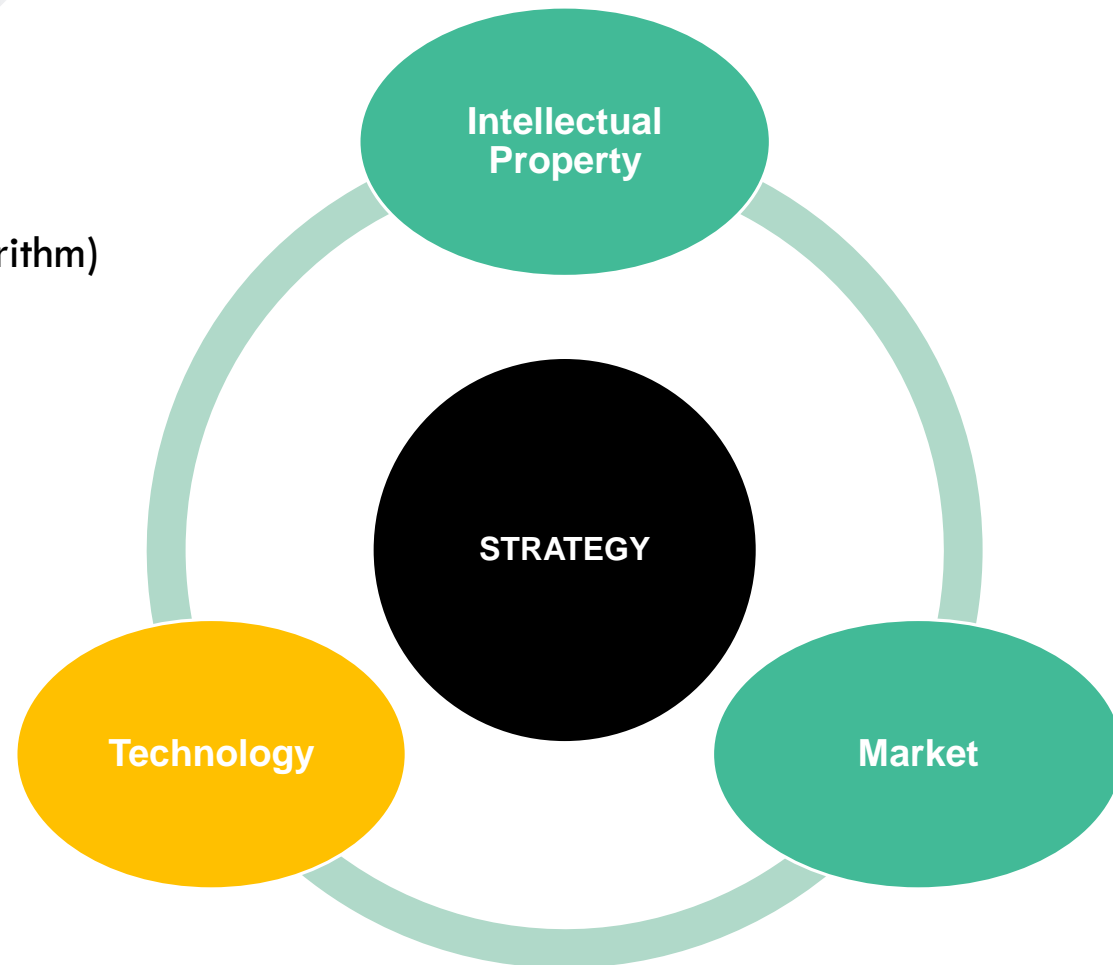 Intellectual
Property
rithm)
STRATEGY
Technology
Market